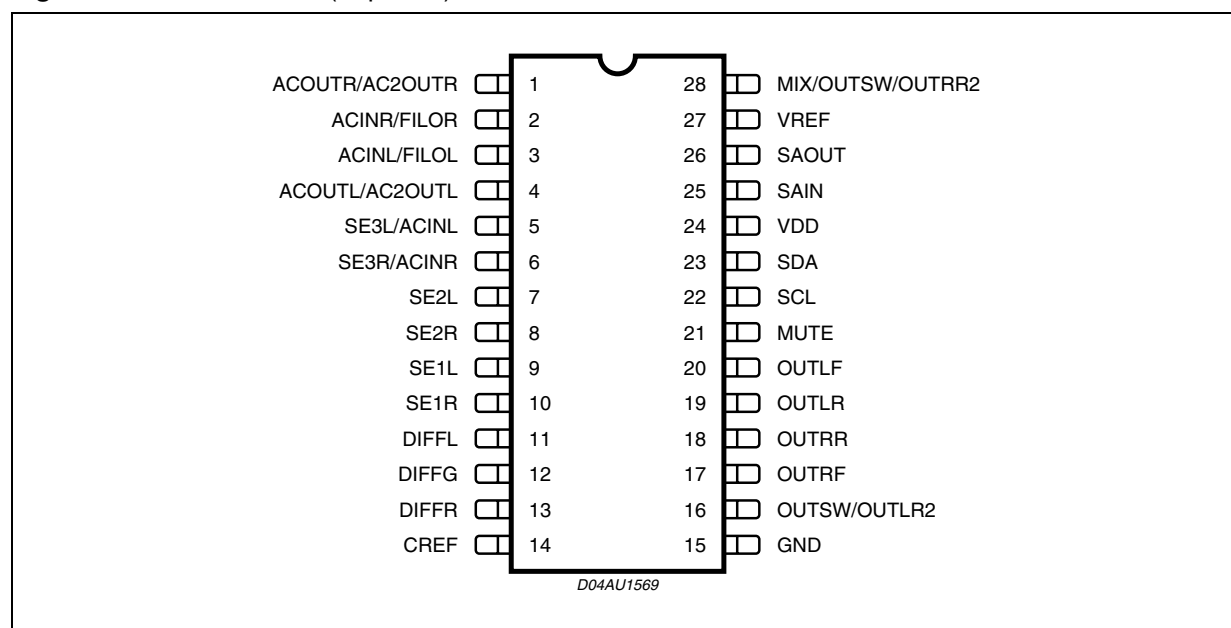 ACOUTR/AC2OUTR 1 28 MIX/OUTSW/OUTRR2
ACINR/FILOR 2 27 VREF
ACINL/FILOL 3 26 SAOUT
ACOUTL/AC2OUTL 4 25 SAIN
SE3L/ACINL 5 24 VDD
SE3R/ACINR 6 23 SDA
SE2L 7 22 SCL
SE2R 8 21 MUTE
SE1L 9 20 OUTLF
SE1R 10 19 OUTLR
DIFFL 11 18 OUTRR
DIFFG 12 17 OUTRF
DIFFR 13 16 OUTSW/OUTLR2
CREF 14 15 GND
D04AU1569